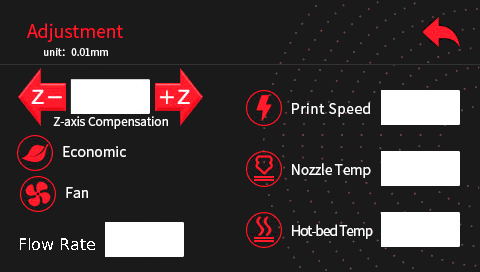 Adjustment
unit: 0.01mm
Z− +Z
Z-axis Compensation
Economic
Fan
Flow Rate
Print Speed
Nozzle Temp
Hot-bed Temp